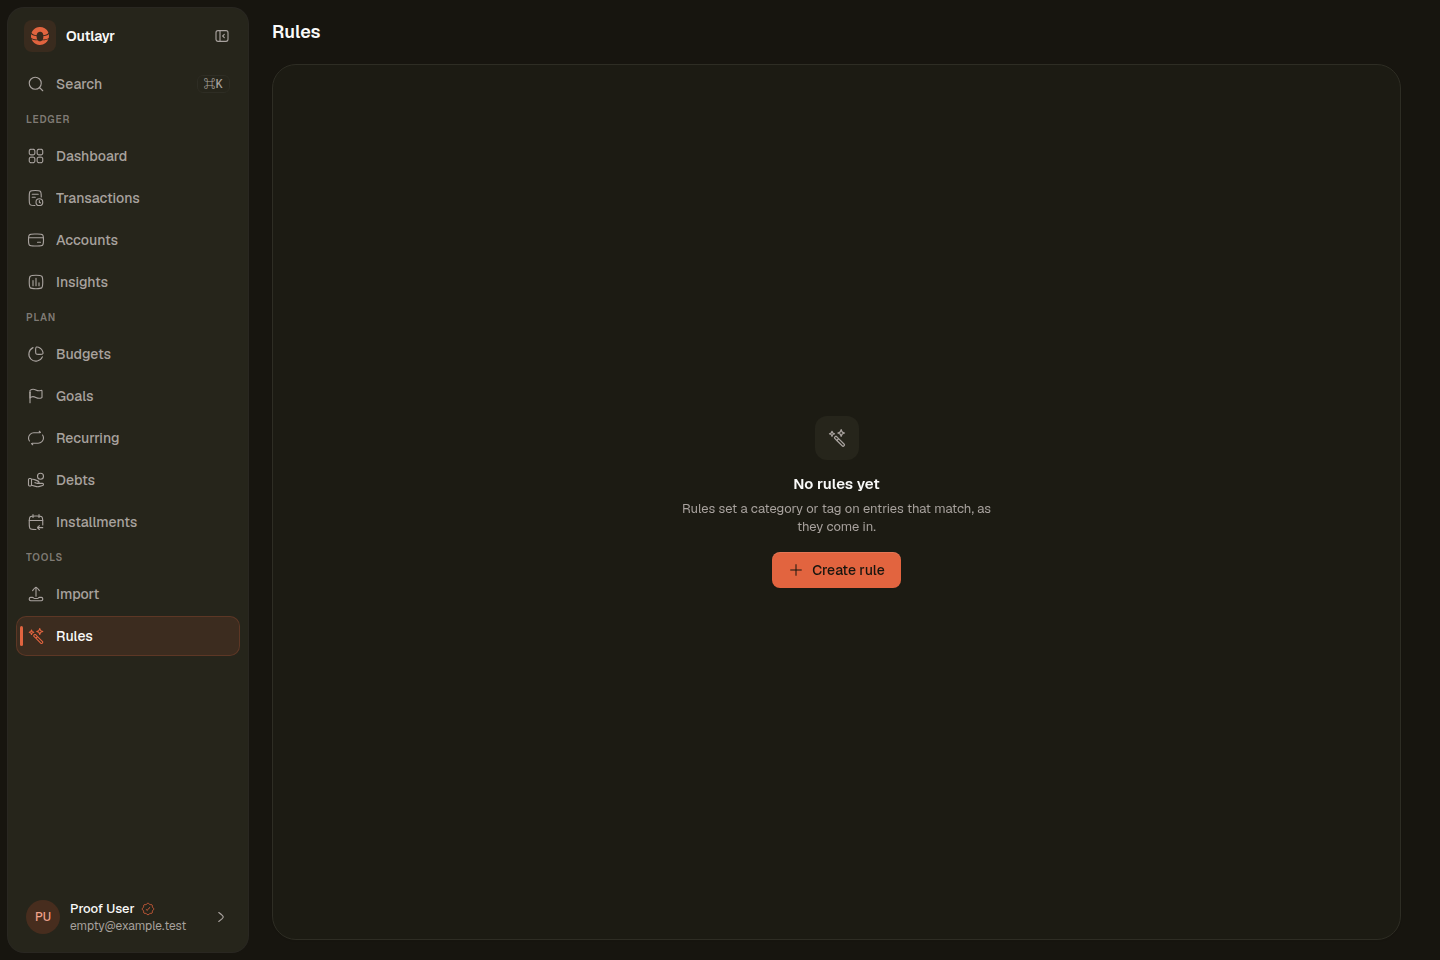 Outlayr
Search
⌘K
LEDGER
Dashboard
Transactions
Accounts
Insights
PLAN
Budgets
Goals
Recurring
Debts
Installments
TOOLS
Import
Rules
PU
Proof User
empty@example.test
Rules
No rules yet
Rules set a category or tag on entries that match, as
they come in.
Create rule